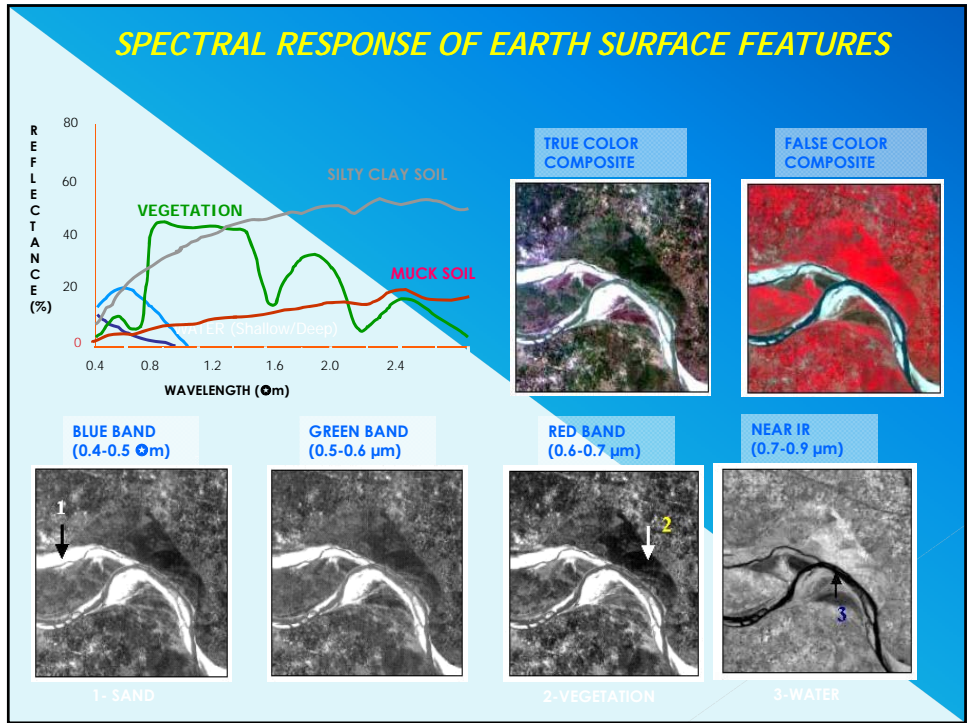 SPECTRAL RESPONSE OF EARTH SURFACE FEATURES
REFLECTANCE (%)
80
60
40
20
0
SILTY CLAY SOIL
VEGETATION
MUCK SOIL
WATER (Shallow/Deep)
0.4 0.8 1.2 1.6 2.0 2.4
WAVELENGTH (✪m)
TRUE COLOR
COMPOSITE
FALSE COLOR
COMPOSITE
BLUE BAND
(0.4-0.5 ✪m)
GREEN BAND
(0.5-0.6 µm)
RED BAND
(0.6-0.7 µm)
NEAR IR
(0.7-0.9 µm)
1
2
3
1- SAND
2-VEGETATION
3-WATER